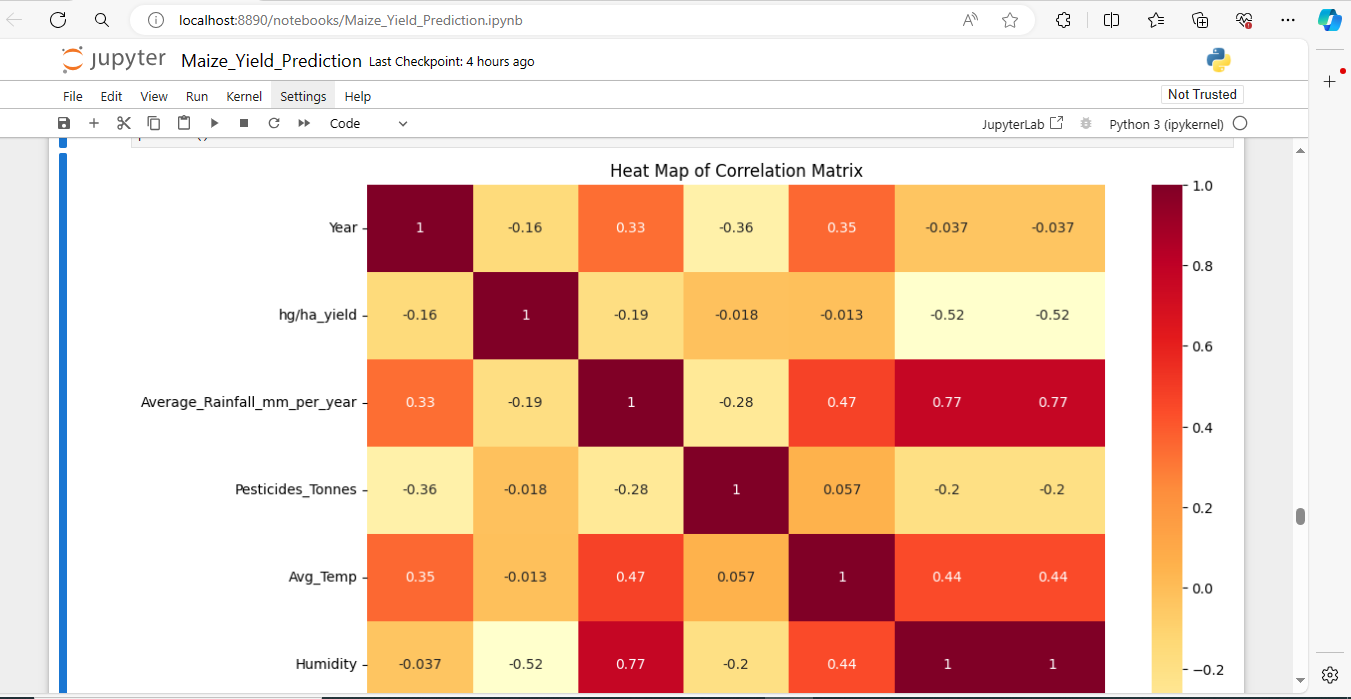 localhost:8890/notebooks/Maize_Yield_Prediction.ipynb
jupyter Maize_Yield_Prediction Last Checkpoint: 4 hours ago
File Edit View Run Kernel Settings Help Not Trusted
Code JupyterLab Python 3 (ipykernel)
Heat Map of Correlation Matrix
Year 1 -0.16 0.33 -0.36 0.35 -0.037 -0.037
hg/ha_yield -0.16 1 -0.19 -0.018 -0.013 -0.52 -0.52
Average_Rainfall_mm_per_year 0.33 -0.19 1 -0.28 0.47 0.77 0.77
Pesticides_Tonnes -0.36 -0.018 -0.28 1 0.057 -0.2 -0.2
Avg_Temp 0.35 -0.013 0.47 0.057 1 0.44 0.44
Humidity -0.037 -0.52 0.77 -0.2 0.44 1 1
1.0
0.8
0.6
0.4
0.2
0.0
−0.2